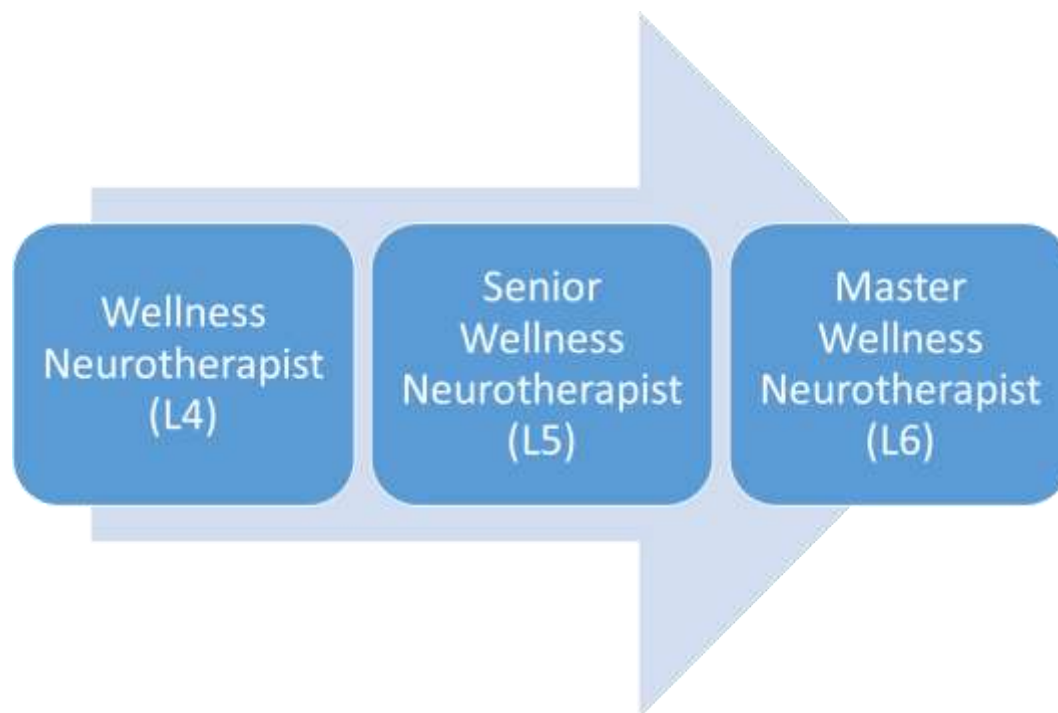 Wellness
Neurotherapist
(L4)
Senior
Wellness
Neurotherapist
(L5)
Master
Wellness
Neurotherapist
(L6)